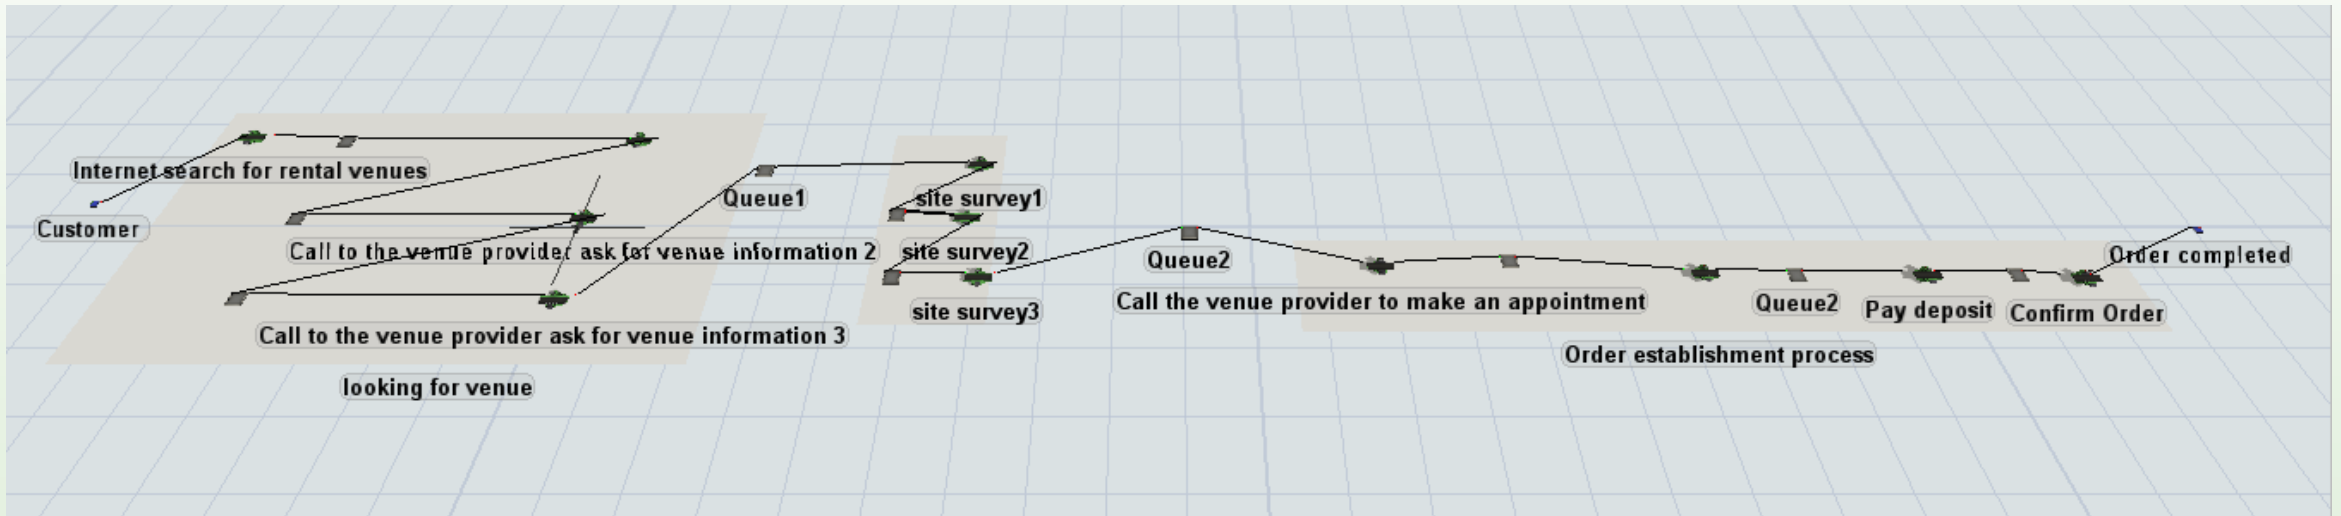 Internet search for rental venues
Customer
Call to the venue provider ask for venue information 2
Call to the venue provider ask for venue information 3
looking for venue
Queue1
site survey1
site survey2
site survey3
Queue2
Call the venue provider to make an appointment
Queue2
Pay deposit
Confirm Order
Order completed
Order establishment process